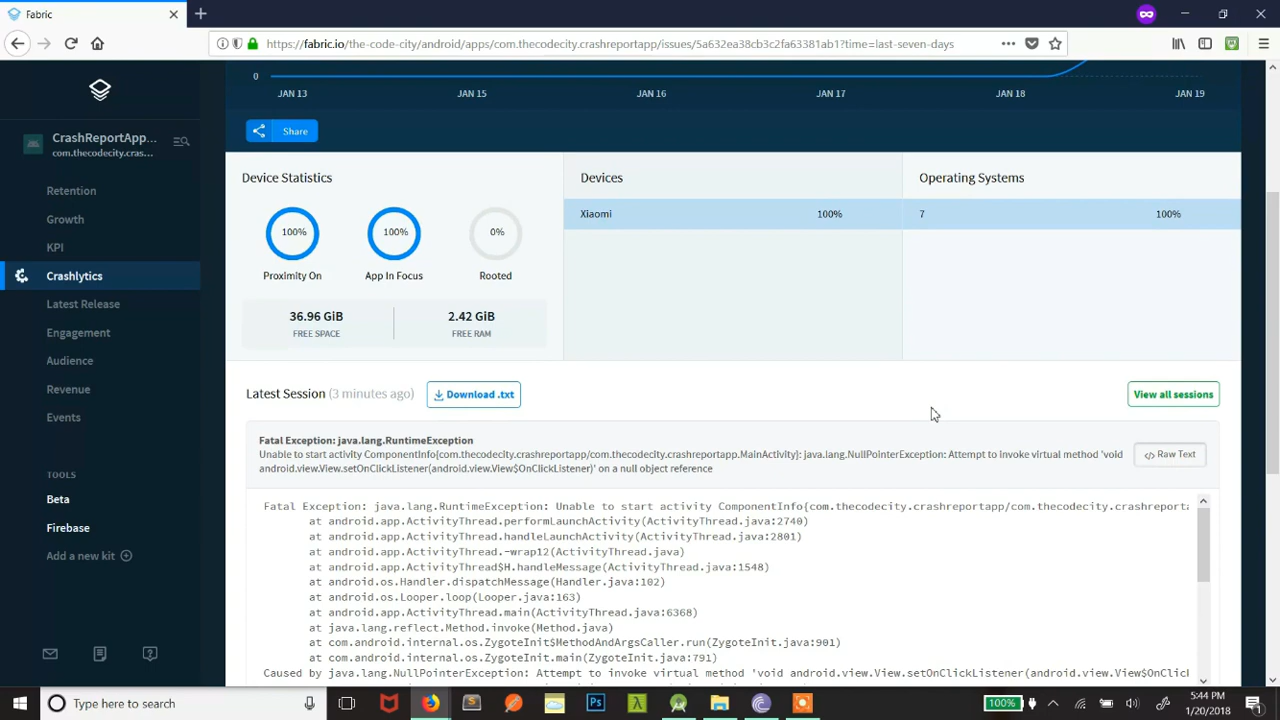 Fabric
https://fabric.io/the-code-city/android/apps/com.thecodecity.crashreportapp/issues/5a632ea38cb3c2fa63381ab1?time=last-seven-days
0
JAN 13 JAN 15 JAN 16 JAN 17 JAN 18 JAN 19
CrashReportApp...
com.thecodecity.cras...
Share
Retention
Growth
KPI
Crashlytics
Latest Release
Engagement
Audience
Revenue
Events
TOOLS
Beta
Firebase
Add a new kit
Device Statistics
100% 100% 0%
Proximity On App In Focus Rooted
36.96 GiB 2.42 GiB
FREE SPACE FREE RAM
Devices
Xiaomi 100%
Operating Systems
7 100%
Latest Session (3 minutes ago) Download .txt View all sessions
Fatal Exception: java.lang.RuntimeException
Unable to start activity ComponentInfo{com.thecodecity.crashreportapp/com.thecodecity.crashreportapp.MainActivity}: java.lang.NullPointerException: Attempt to invoke virtual method 'void
android.view.View.setOnClickListener(android.view.View$OnClickListener)' on a null object reference
</> Raw Text
Fatal Exception: java.lang.RuntimeException: Unable to start activity ComponentInfo{com.thecodecity.crashreportapp/com.thecodecity.crashreporta
at android.app.ActivityThread.performLaunchActivity(ActivityThread.java:2740)
at android.app.ActivityThread.handleLaunchActivity(ActivityThread.java:2801)
at android.app.ActivityThread.-wrap12(ActivityThread.java)
at android.app.ActivityThread$H.handleMessage(ActivityThread.java:1548)
at android.os.Handler.dispatchMessage(Handler.java:102)
at android.os.Looper.loop(Looper.java:163)
at android.app.ActivityThread.main(ActivityThread.java:6368)
at java.lang.reflect.Method.invoke(Method.java)
at com.android.internal.os.ZygoteInit$MethodAndArgsCaller.run(ZygoteInit.java:901)
at com.android.internal.os.ZygoteInit.main(ZygoteInit.java:791)
Caused by java.lang.NullPointerException: Attempt to invoke virtual method 'void android.view.View.setOnClickListener(android.view.View$OnClickL
Type here to search
Ps
100%
5:44 PM
1/20/2018
1